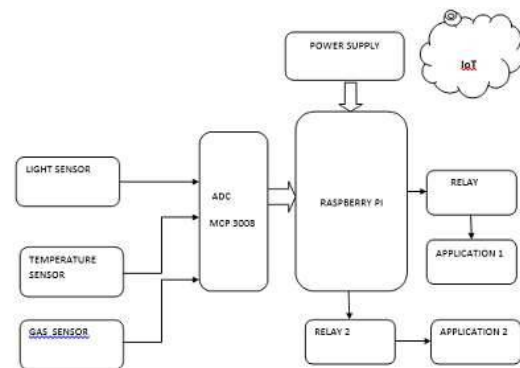 POWER SUPPLY
IoT
LIGHT SENSOR
ADC
MCP 3008
RASPBERRY PI
RELAY
TEMPERATURE
SENSOR
APPLICATION 1
GAS SENSOR
RELAY 2
APPLICATION 2